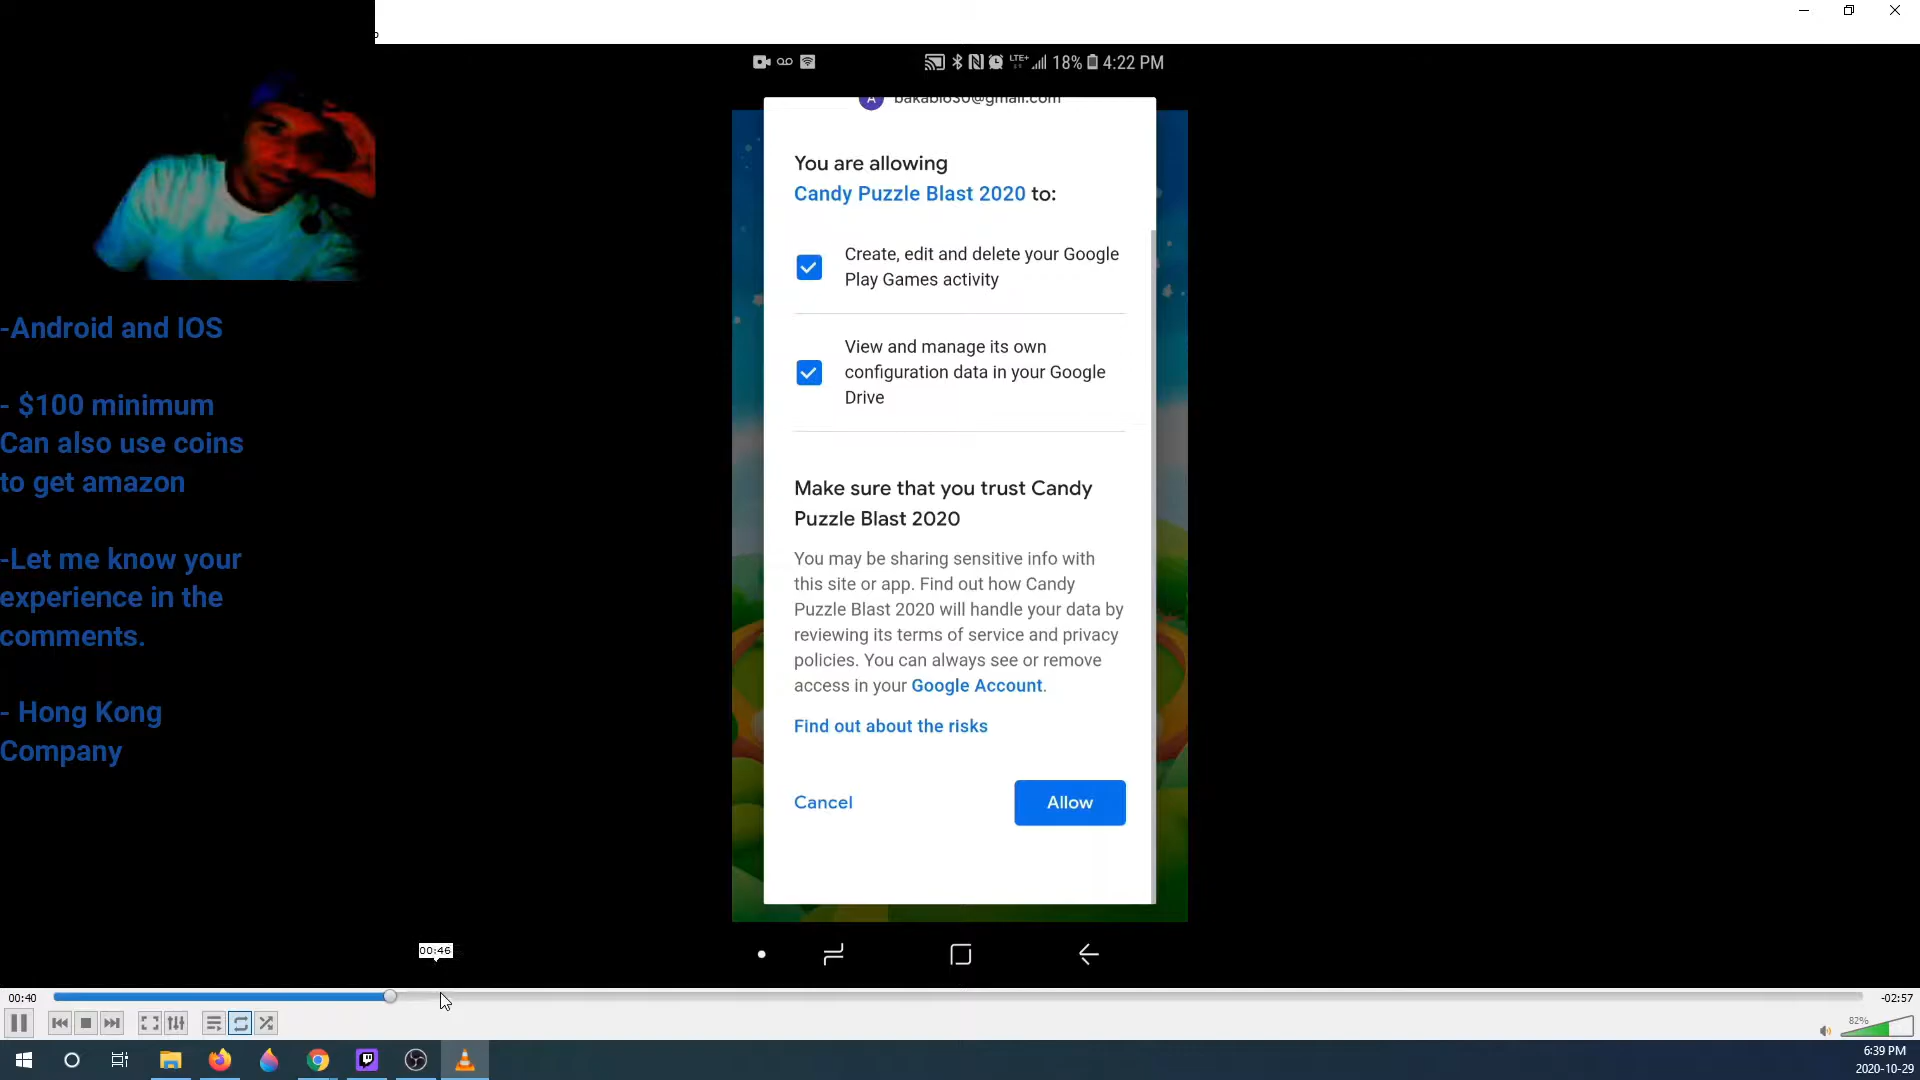 18% 4:22 PM
A
You are allowing
Candy Puzzle Blast 2020 to:
Create, edit and delete your Google
Play Games activity
View and manage its own
configuration data in your Google
Drive
Make sure that you trust Candy
Puzzle Blast 2020
You may be sharing sensitive info with
this site or app. Find out how Candy
Puzzle Blast 2020 will handle your data by
reviewing its terms of service and privacy
policies. You can always see or remove
access in your Google Account.
Find out about the risks
Cancel
Allow
-Android and IOS
- $100 minimum
Can also use coins
to get amazon
-Let me know your
experience in the
comments.
- Hong Kong
Company
00:46
00:40
-02:57
82%
6:39 PM
2020-10-29